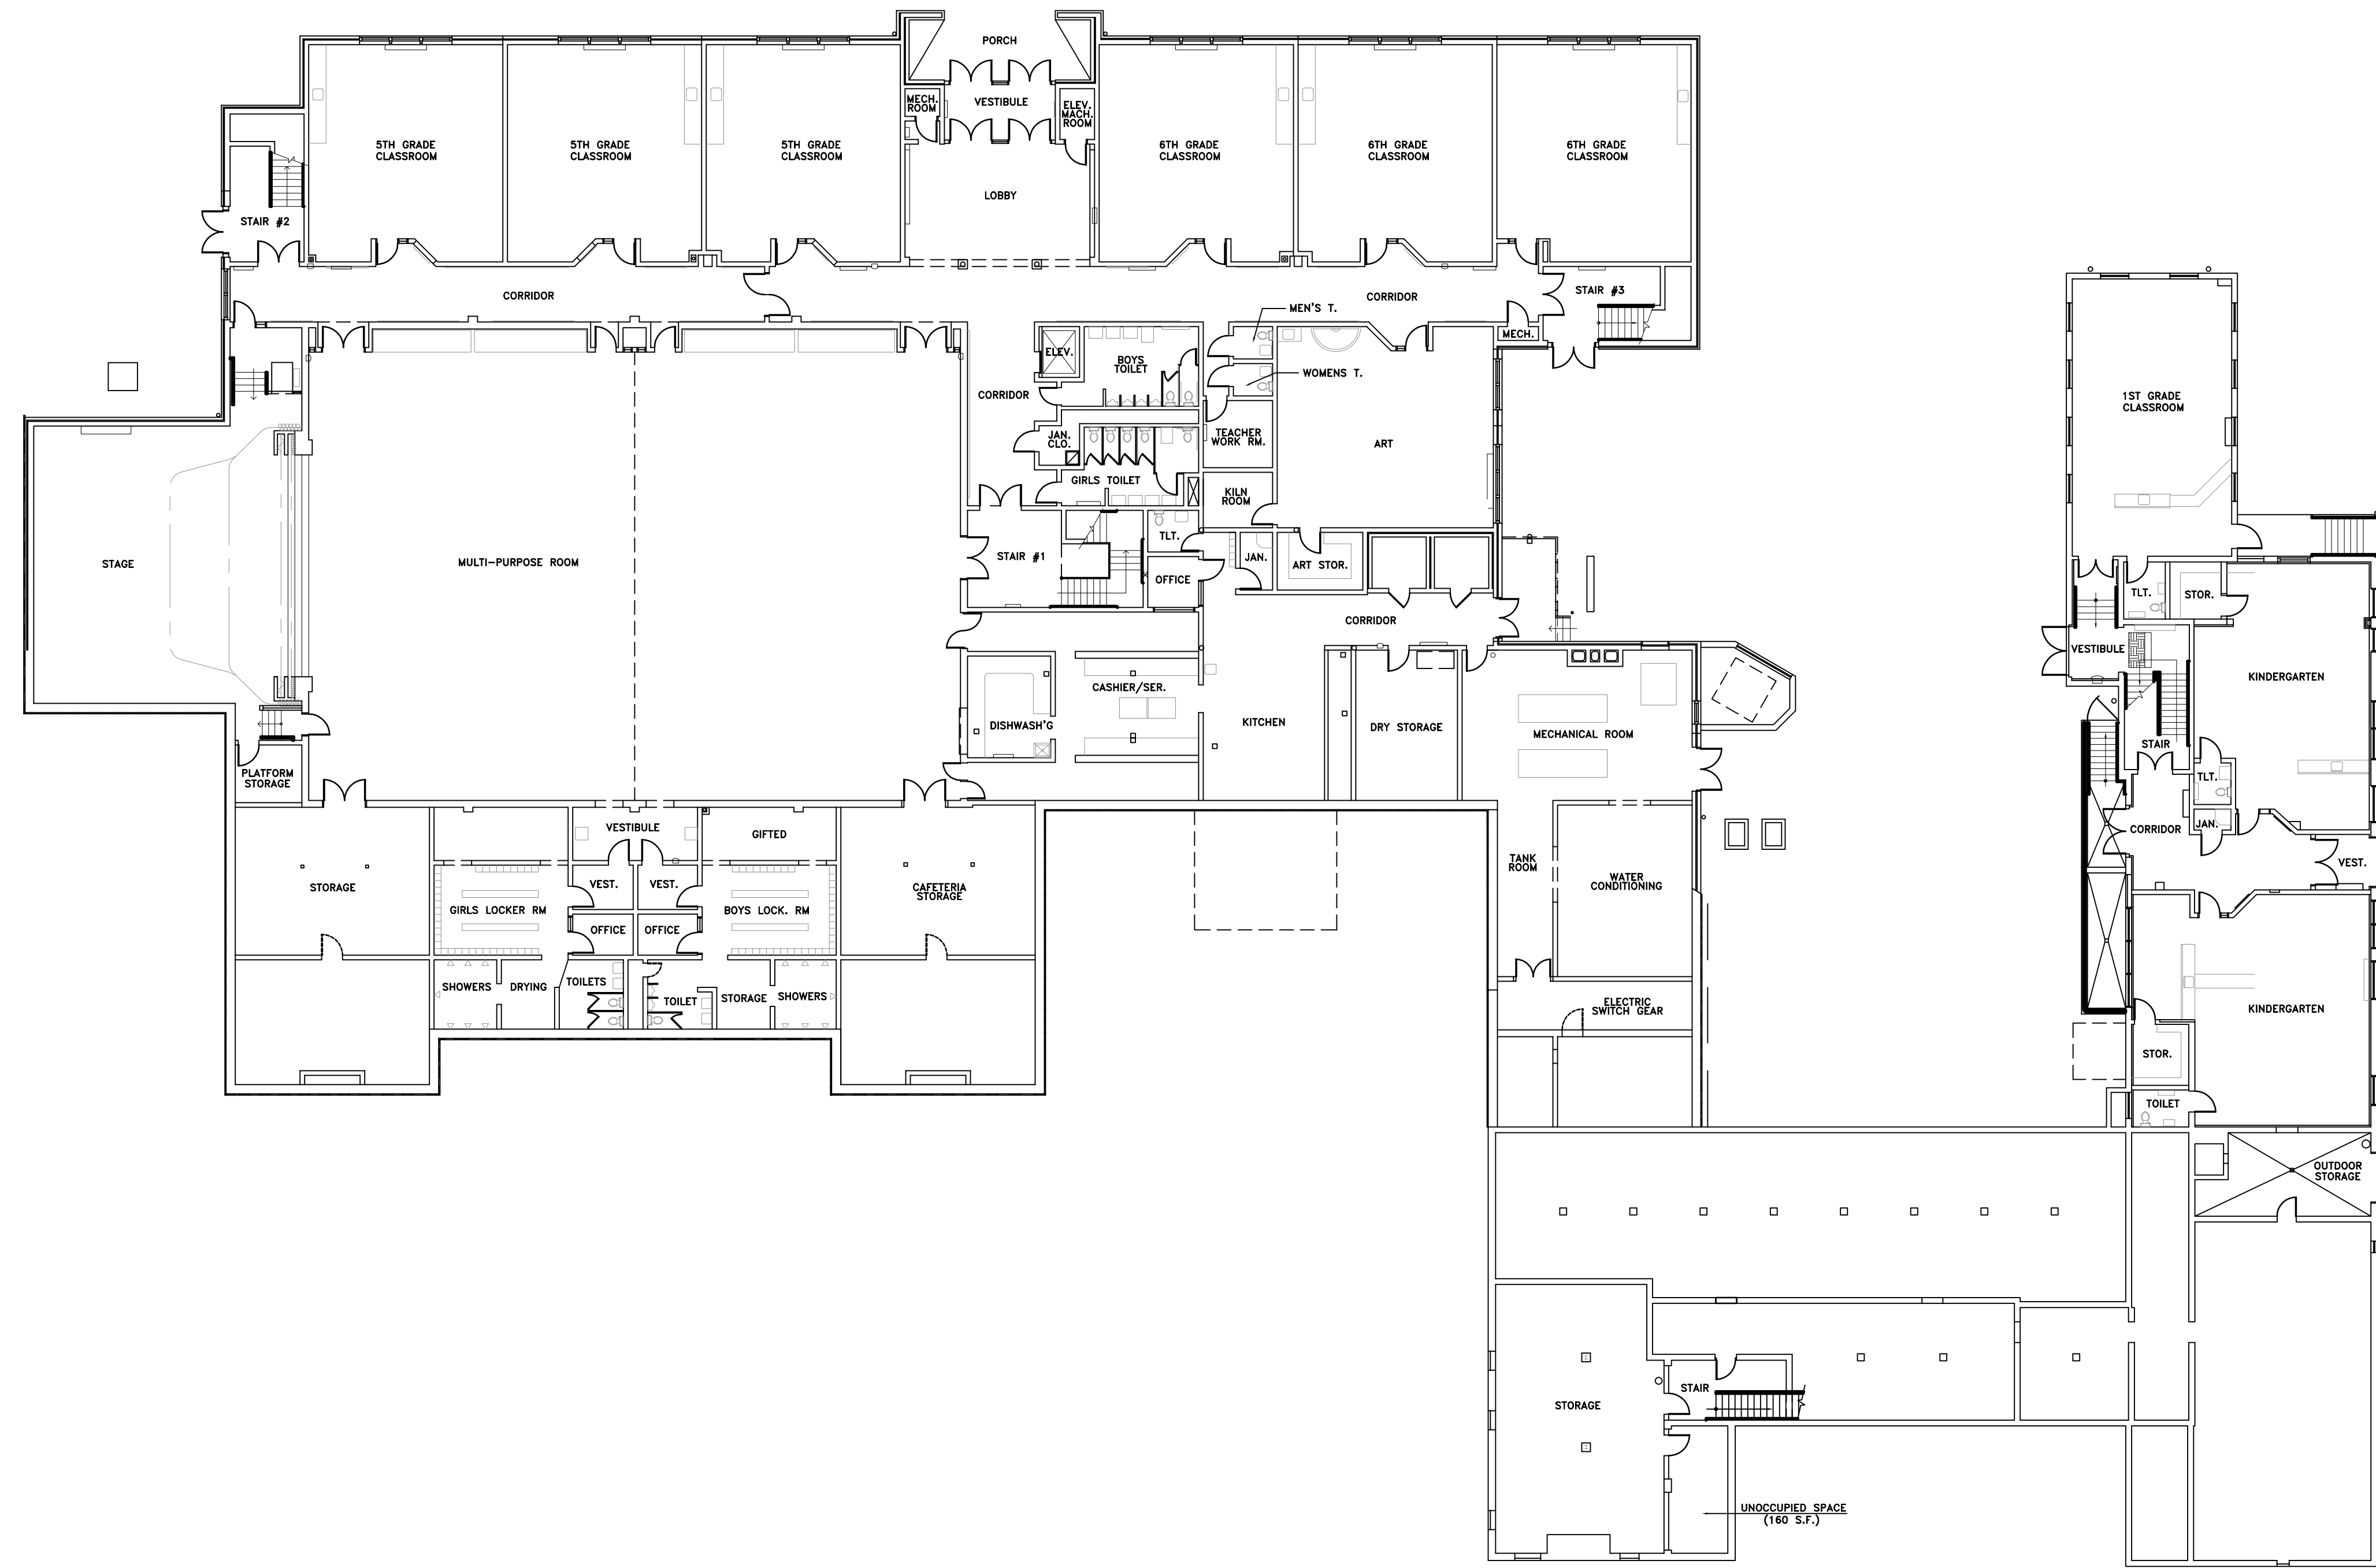 PORCH
MECH.
ROOM
VESTIBULE
ELEV.
MACH.
ROOM
5TH GRADE
CLASSROOM
5TH GRADE
CLASSROOM
5TH GRADE
CLASSROOM
6TH GRADE
CLASSROOM
6TH GRADE
CLASSROOM
6TH GRADE
CLASSROOM
LOBBY
STAIR #2
CORRIDOR
CORRIDOR
STAIR #3
MEN'S T.
MECH.
ELEV.
BOYS
TOILET
WOMENS T.
CORRIDOR
1ST GRADE
CLASSROOM
JAN.
CLO.
TEACHER
WORK RM.
ART
GIRLS TOILET
KILN
ROOM
STAGE
MULTI-PURPOSE ROOM
STAIR #1
TLT.
OFFICE
JAN.
ART STOR.
CORRIDOR
TLT.
STOR.
VESTIBULE
KINDERGARTEN
CASHIER/SER.
DISHWASH'G
KITCHEN
DRY STORAGE
MECHANICAL ROOM
STAIR
PLATFORM
STORAGE
TLT.
JAN.
CORRIDOR
VEST.
VESTIBULE
GIFTED
STORAGE
GIRLS LOCKER RM
VEST.
VEST.
BOYS LOCK. RM
CAFETERIA
STORAGE
OFFICE
OFFICE
TANK
ROOM
WATER
CONDITIONING
SHOWERS
DRYING
TOILETS
TOILET
STORAGE
SHOWERS
ELECTRIC
SWITCH GEAR
KINDERGARTEN
STOR.
TOILET
OUTDOOR
STORAGE
STAIR
STORAGE
UNOCCUPIED SPACE
(160 S.F.)